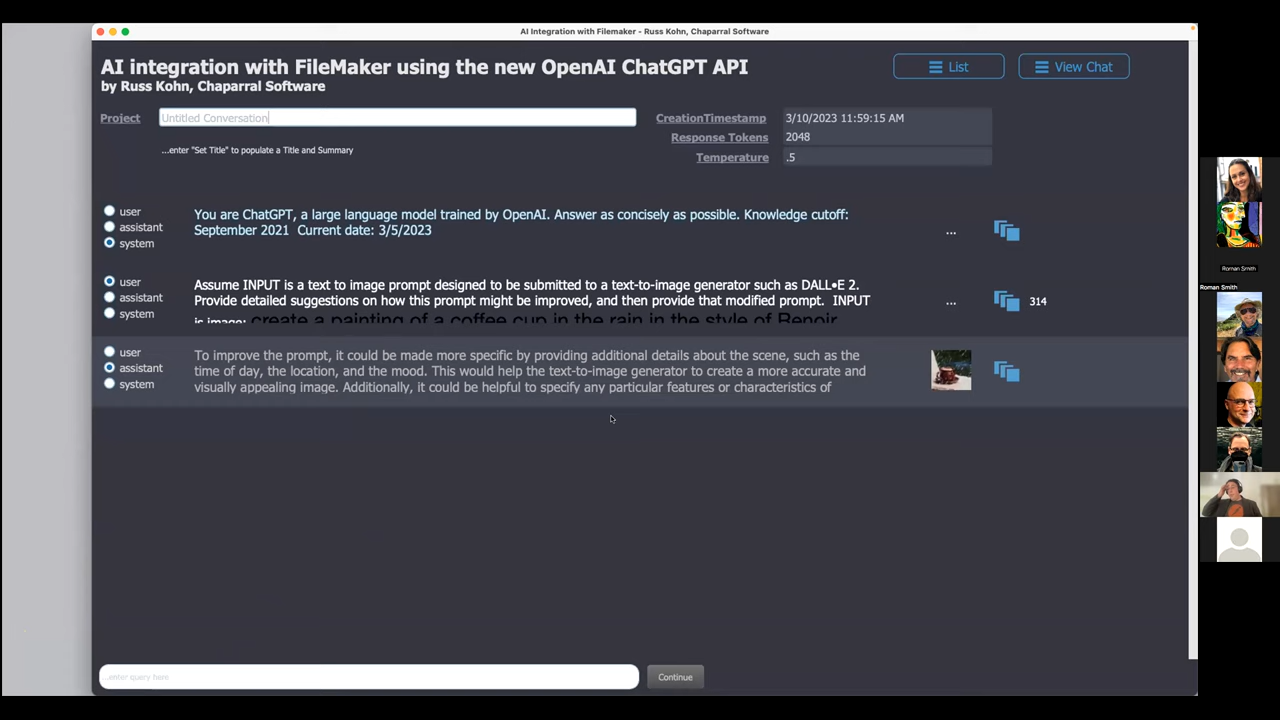 AI Integration with Filemaker - Russ Kohn, Chaparral Software
AI integration with FileMaker using the new OpenAI ChatGPT API
by Russ Kohn, Chaparral Software
List
View Chat
Project
Untitled Conversation
...enter "Set Title" to populate a Title and Summary
CreationTimestamp
3/10/2023 11:59:15 AM
Response Tokens
2048
Temperature
.5
user
assistant
system
You are ChatGPT, a large language model trained by OpenAI. Answer as concisely as possible. Knowledge cutoff:
September 2021 Current date: 3/5/2023
...
user
assistant
system
Assume INPUT is a text to image prompt designed to be submitted to a text-to-image generator such as DALL•E 2.
Provide detailed suggestions on how this prompt might be improved, and then provide that modified prompt. INPUT
is image: create a painting of a coffee cup in the rain in the style of Renoir
...
314
user
assistant
system
To improve the prompt, it could be made more specific by providing additional details about the scene, such as the
time of day, the location, and the mood. This would help the text-to-image generator to create a more accurate and
visually appealing image. Additionally, it could be helpful to specify any particular features or characteristics of
...enter query here
Continue
Roman Smith
Roman Smith